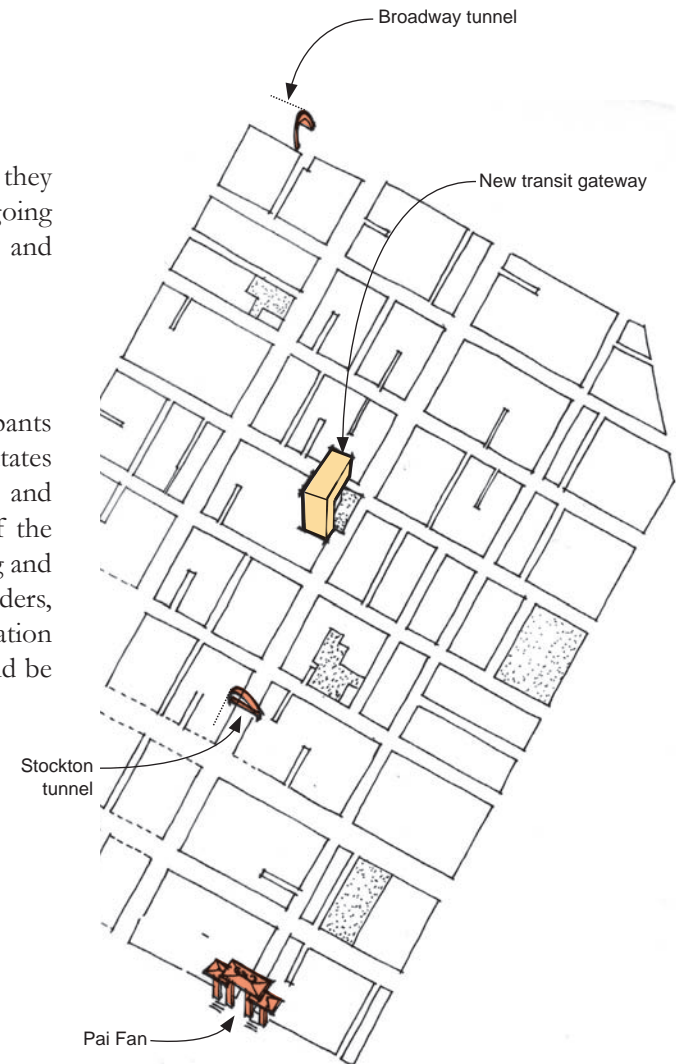 Broadway tunnel
they
going
and
New transit gateway
pants
tates
and
f the
g and
ders,
ation
d be
Stockton
tunnel
Pai Fan